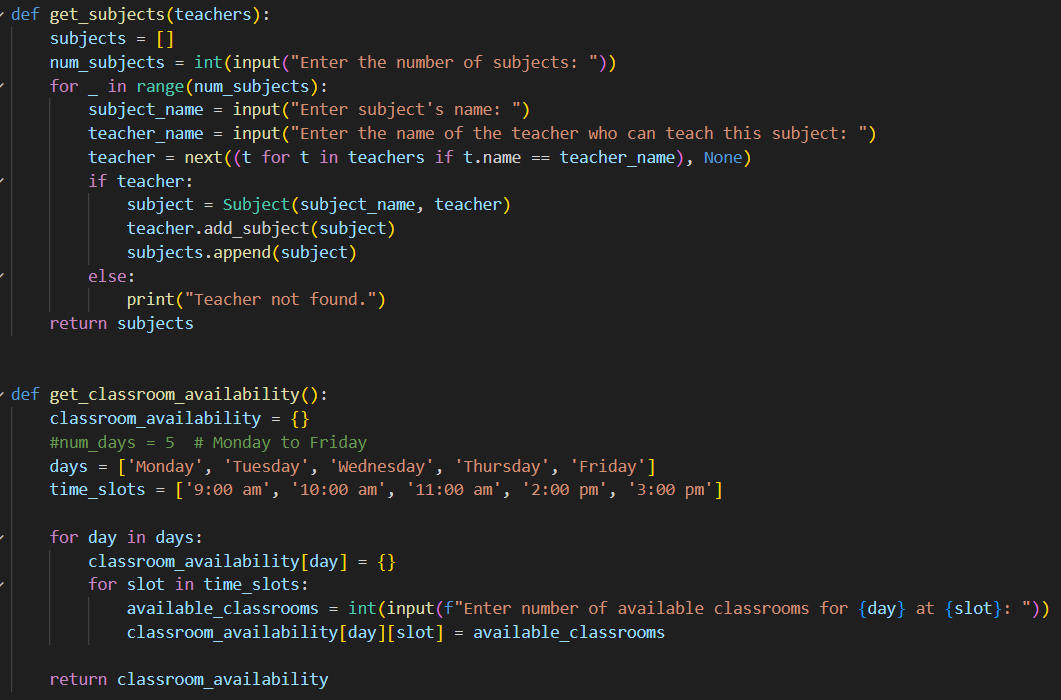 def get_subjects(teachers):
    subjects = []
    num_subjects = int(input("Enter the number of subjects: "))
    for _ in range(num_subjects):
        subject_name = input("Enter subject's name: ")
        teacher_name = input("Enter the name of the teacher who can teach this subject: ")
        teacher = next((t for t in teachers if t.name == teacher_name), None)
        if teacher:
            subject = Subject(subject_name, teacher)
            teacher.add_subject(subject)
            subjects.append(subject)
        else:
            print("Teacher not found.")
    return subjects

def get_classroom_availability():
    classroom_availability = {}
    #num_days = 5  # Monday to Friday
    days = ['Monday', 'Tuesday', 'Wednesday', 'Thursday', 'Friday']
    time_slots = ['9:00 am', '10:00 am', '11:00 am', '2:00 pm', '3:00 pm']

    for day in days:
        classroom_availability[day] = {}
        for slot in time_slots:
            available_classrooms = int(input(f"Enter number of available classrooms for {day} at {slot}: "))
            classroom_availability[day][slot] = available_classrooms

    return classroom_availability